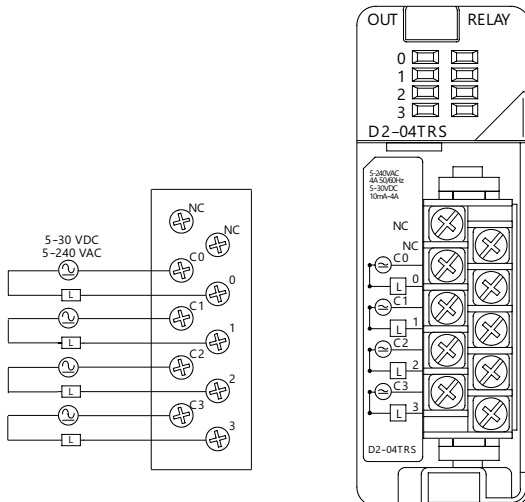 OUT RELAY
0
1
2
3
D2-04TRS
5-240VAC
4A 50/60Hz
5-30VDC
10mA-4A
NC
NC
C0
L 0
C1
L 1
C2
L 2
C3
L 3
D2-04TRS
5-30 VDC
5-240 VAC
NC
NC
C0
L 0
C1
L 1
C2
L 2
C3
L 3